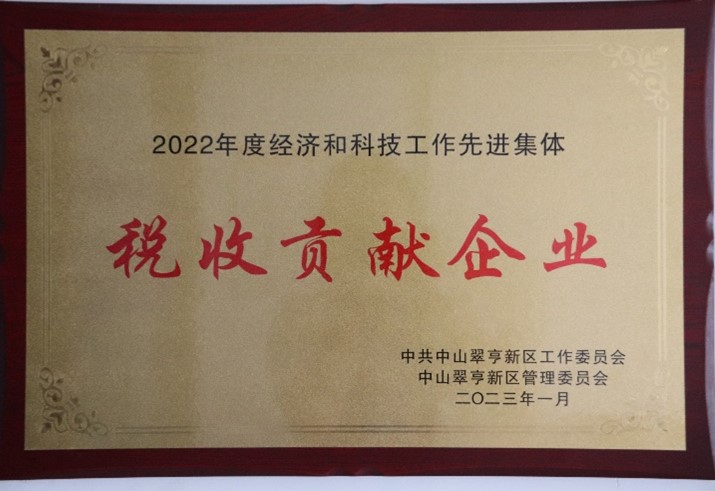 2022年度经济和科技工作先进集体
税收贡献企业
中共中山翠亨新区工作委员会
中山翠亨新区管理委员会
二〇二三年一月